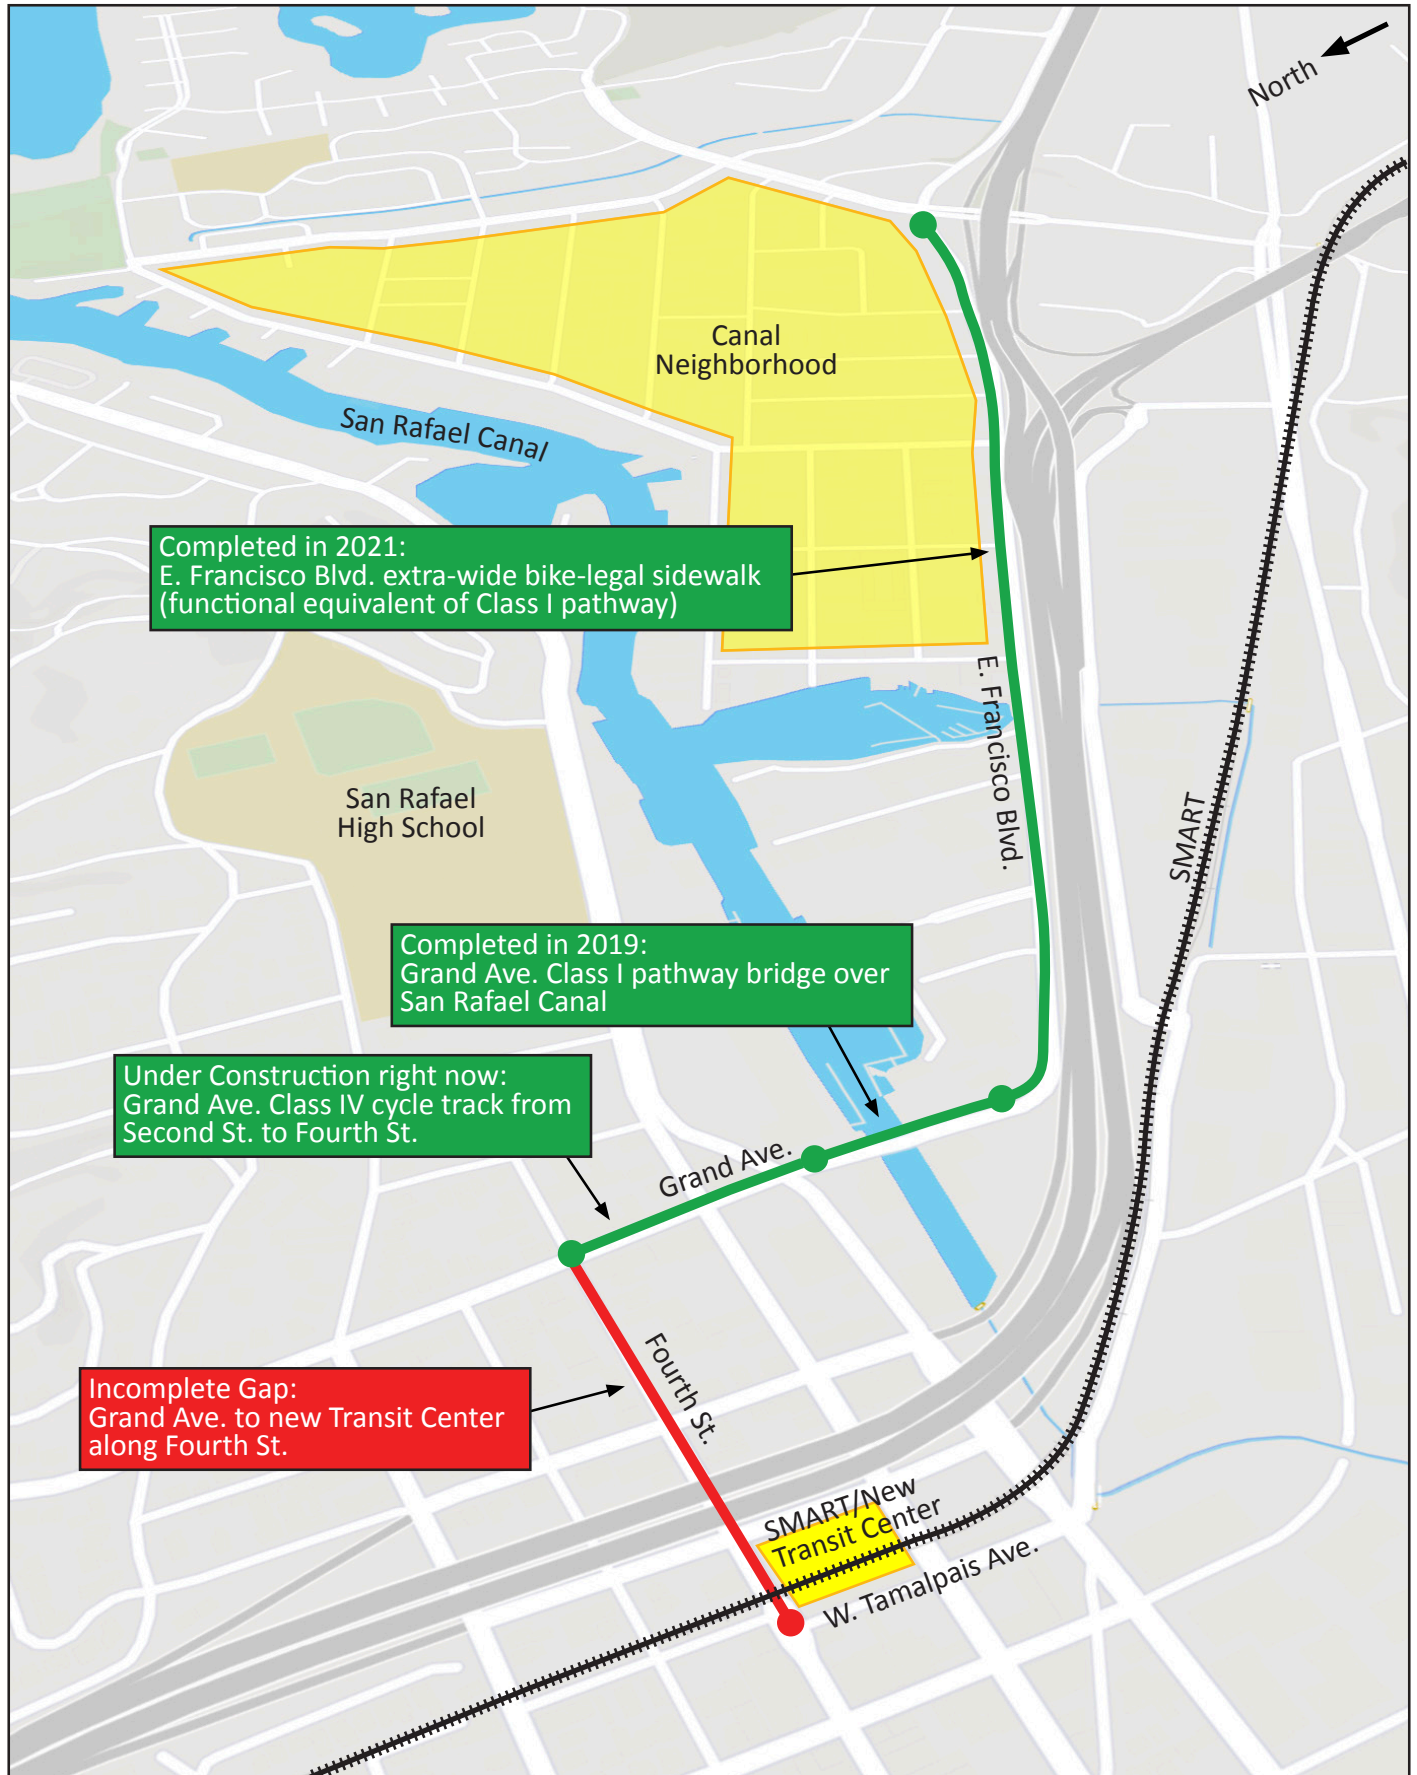 North
Canal
Neighborhood
San Rafael Canal
Completed in 2021:
E. Francisco Blvd. extra-wide bike-legal sidewalk
(functional equivalent of Class I pathway)
E. Francisco Blvd.
San Rafael
High School
SMART
Completed in 2019:
Grand Ave. Class I pathway bridge over
San Rafael Canal
Under Construction right now:
Grand Ave. Class IV cycle track from
Second St. to Fourth St.
Grand Ave.
Fourth St.
Incomplete Gap:
Grand Ave. to new Transit Center
along Fourth St.
SMART/New
Transit Center
W. Tamalpais Ave.